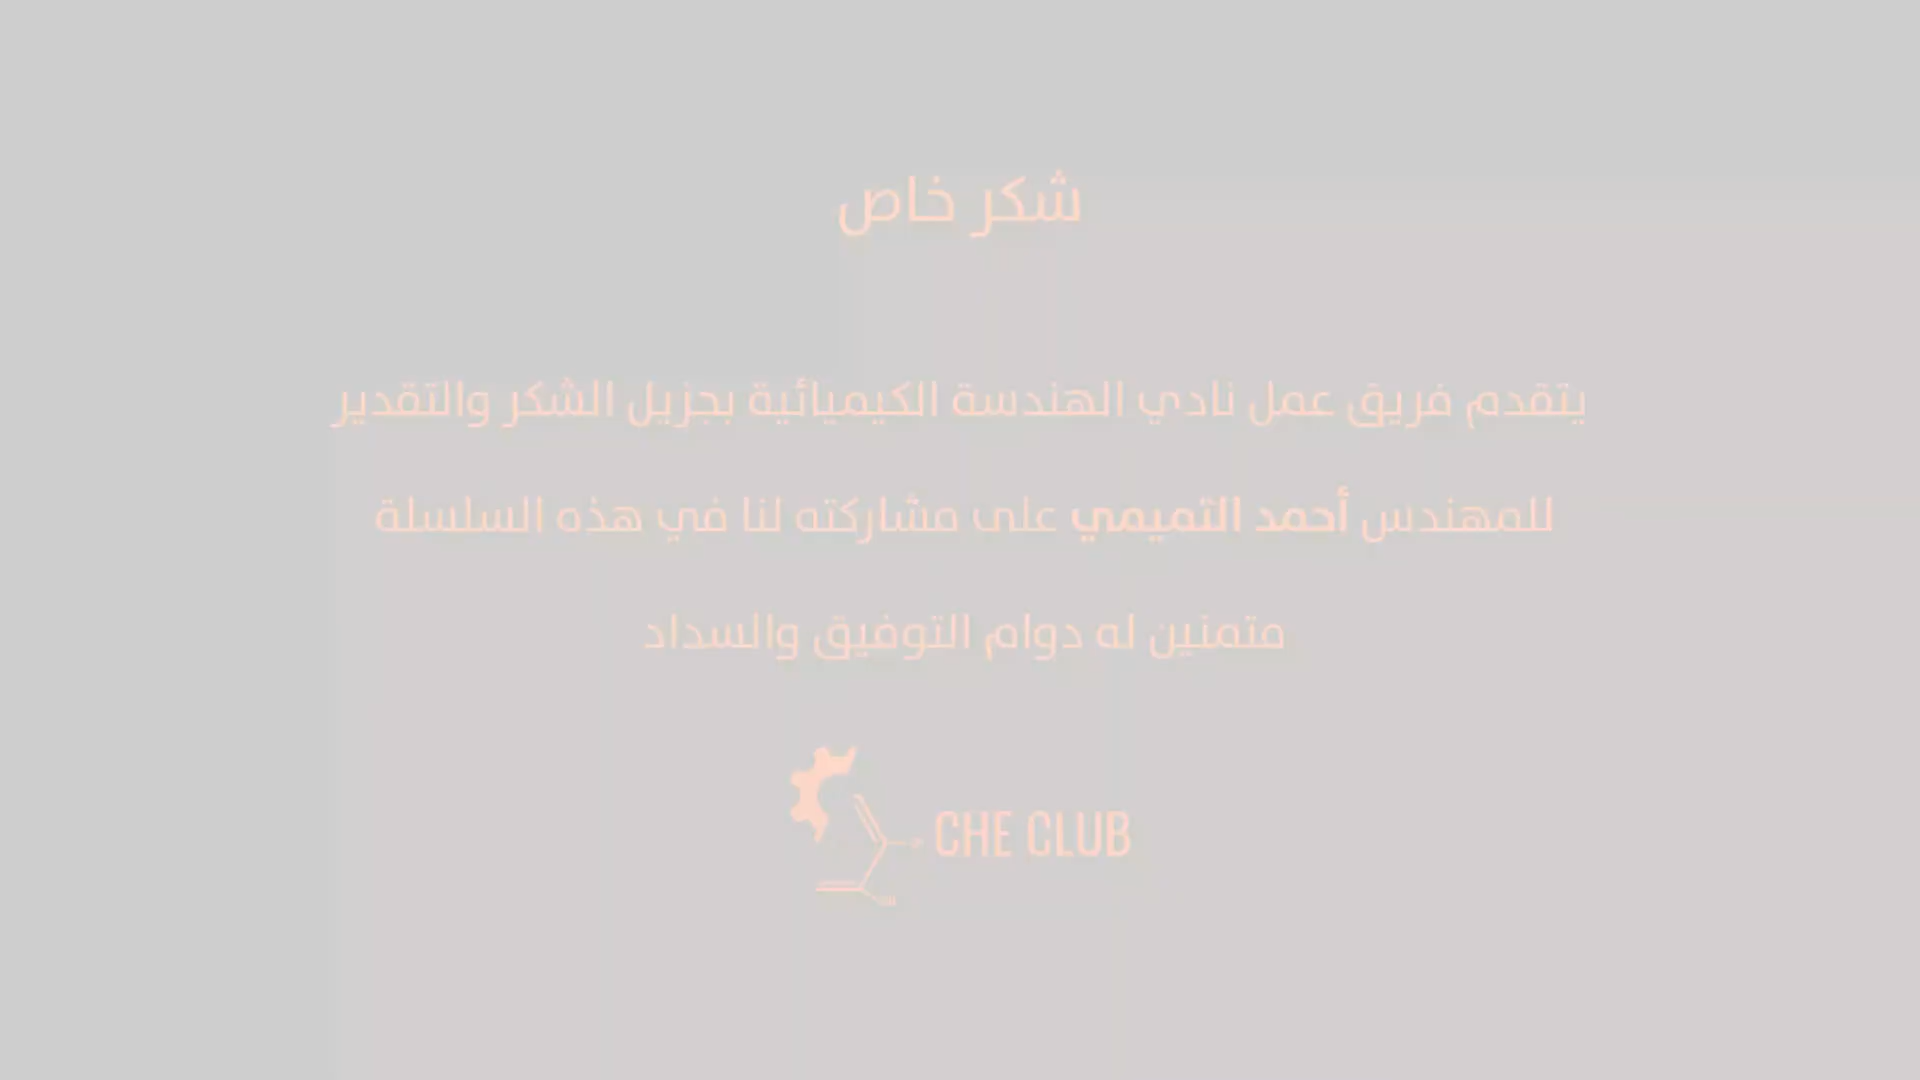 شكر خاص
يتقدم فريق عمل نادي الهندسة الكيميائية بجزيل الشكر والتقدير
للمهندس أحمد التميمي على مشاركته لنا في هذه السلسلة
متمنين له دوام التوفيق والسداد
CHE CLUB